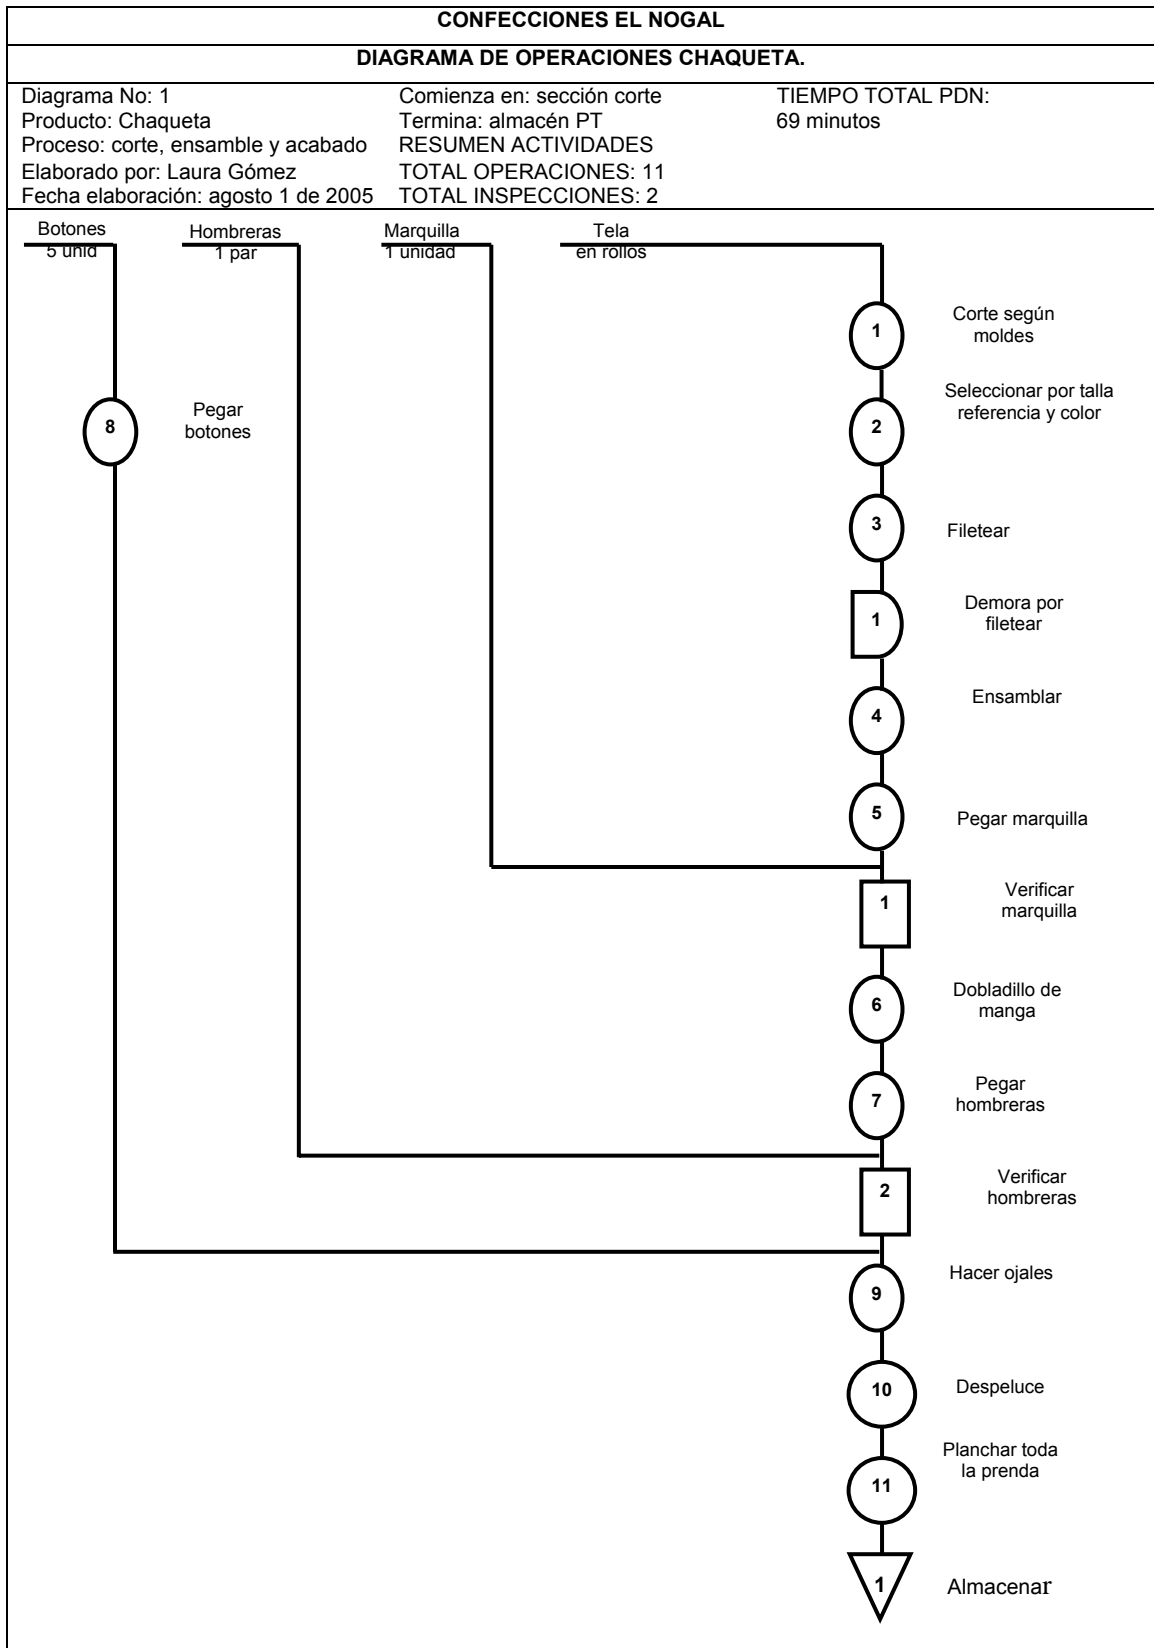 CONFECCIONES EL NOGAL
DIAGRAMA DE OPERACIONES CHAQUETA.
Diagrama No: 1
Producto: Chaqueta
Proceso: corte, ensamble y acabado
Elaborado por: Laura Gómez
Fecha elaboración: agosto 1 de 2005
Comienza en: sección corte
Termina: almacén PT
RESUMEN ACTIVIDADES
TOTAL OPERACIONES: 11
TOTAL INSPECCIONES: 2
TIEMPO TOTAL PDN:
69 minutos
Botones
5 unid
Hombreras
1 par
Marquilla
1 unidad
Tela
en rollos
1
Corte según
moldes
8
Pegar
botones
2
Seleccionar por talla
referencia y color
3
Filetear
1
Demora por
filetear
4
Ensamblar
5
Pegar marquilla
1
Verificar
marquilla
6
Dobladillo de
manga
7
Pegar
hombreras
2
Verificar
hombreras
9
Hacer ojales
10
Despeluce
11
Planchar toda
la prenda
1
Almacenar